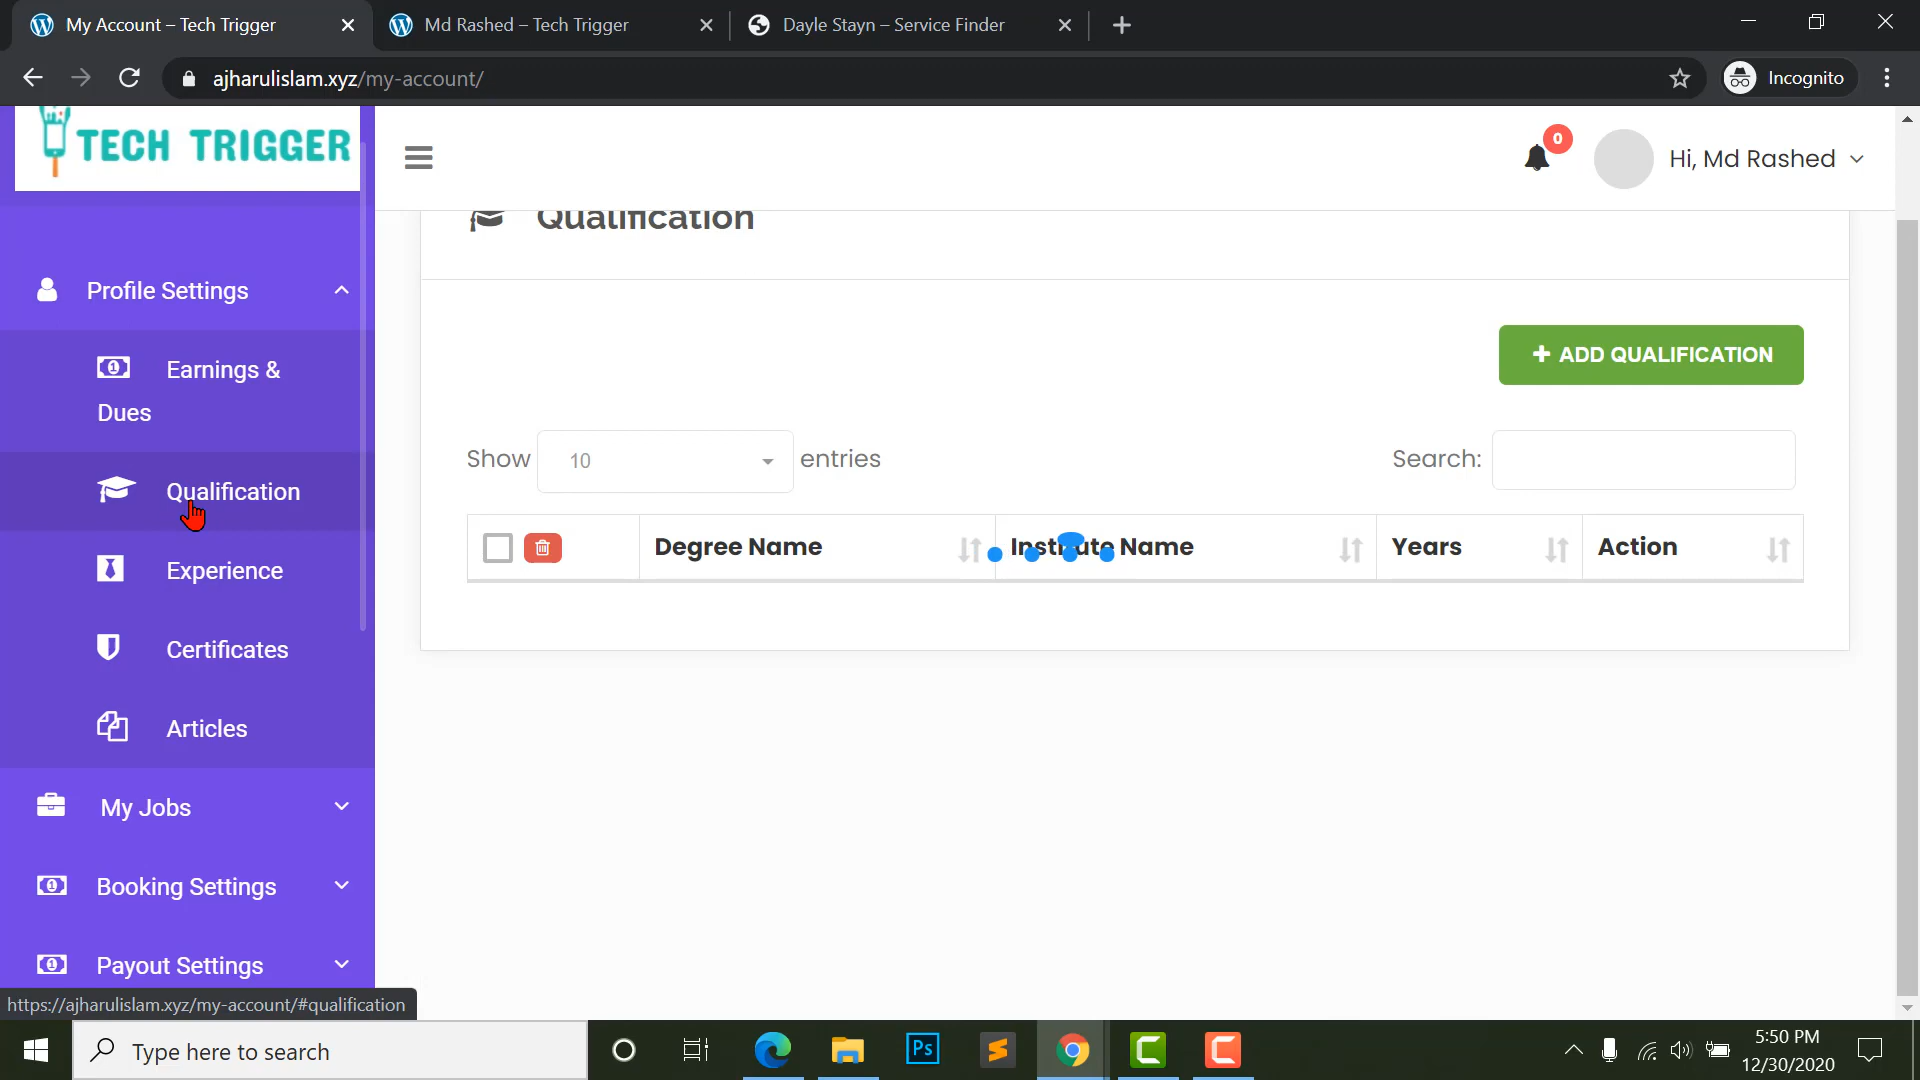 My Account – Tech Trigger
Md Rashed – Tech Trigger
Dayle Stayn – Service Finder
ajharulislam.xyz/my-account/
Incognito
TECH TRIGGER
0
Hi, Md Rashed
Qualification
Profile Settings
Earnings &
Dues
Qualification
Experience
Certificates
Articles
My Jobs
Booking Settings
Payout Settings
+ ADD QUALIFICATION
Show 10 entries
Search:
Degree Name
Institute Name
Years
Action
https://ajharulislam.xyz/my-account/#qualification
Type here to search
Ps
5:50 PM
12/30/2020